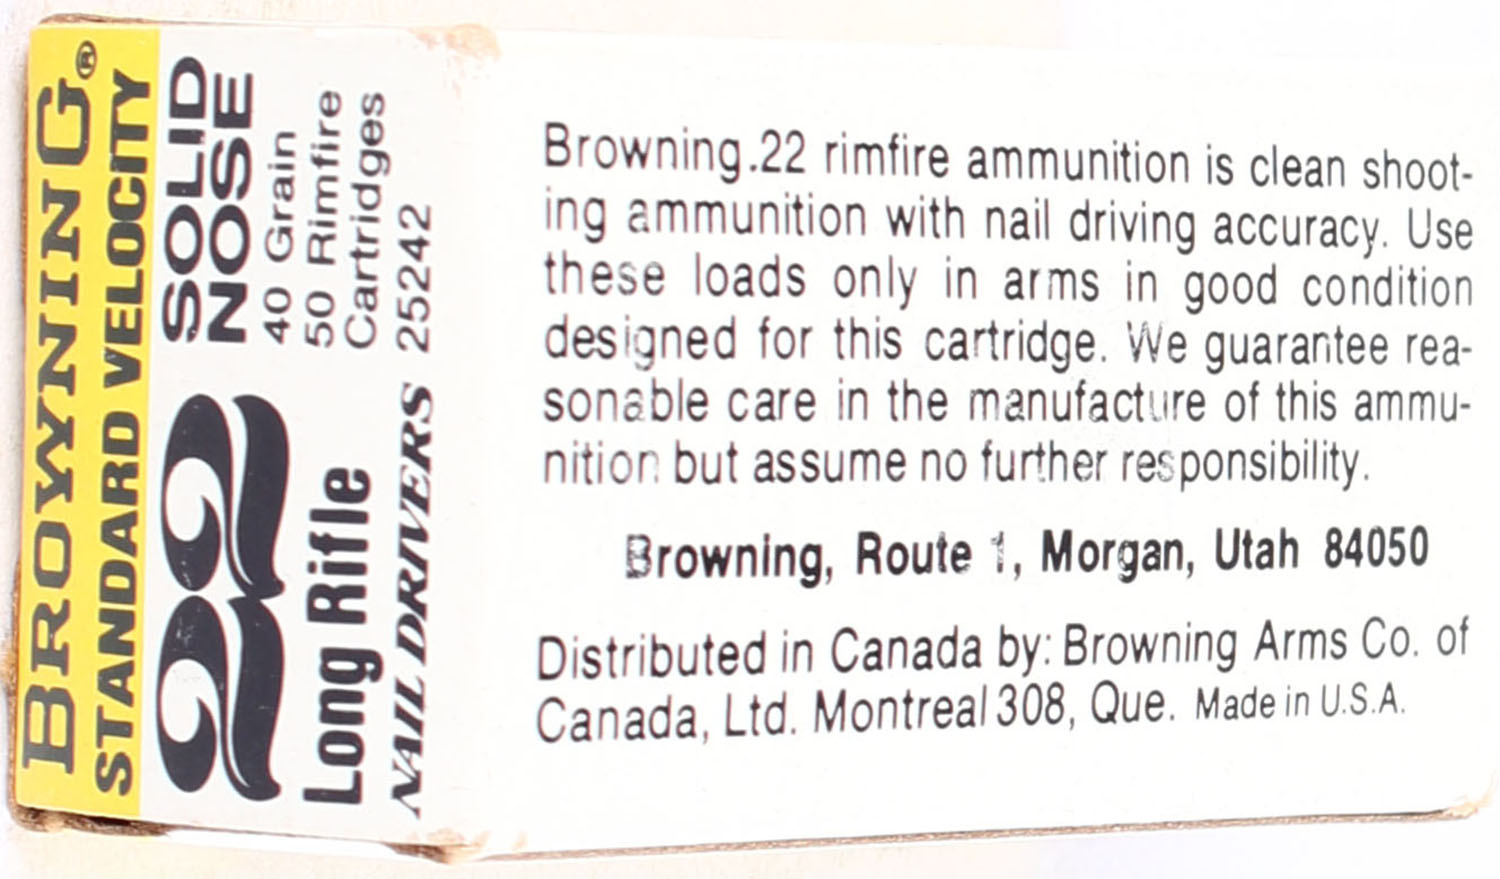 BROWNING®
STANDARD VELOCITY
22
SOLID
NOSE
40 Grain
50 Rimfire
Cartridges
Long Rifle
NAIL DRIVERS 25242
Browning .22 rimfire ammunition is clean shoot-
ing ammunition with nail driving accuracy. Use
these loads only in arms in good condition
designed for this cartridge. We guarantee rea-
sonable care in the manufacture of this ammu-
nition but assume no further responsibility.
Browning, Route 1, Morgan, Utah 84050
Distributed in Canada by: Browning Arms Co. of
Canada, Ltd. Montreal 308, Que. Made in U.S.A.